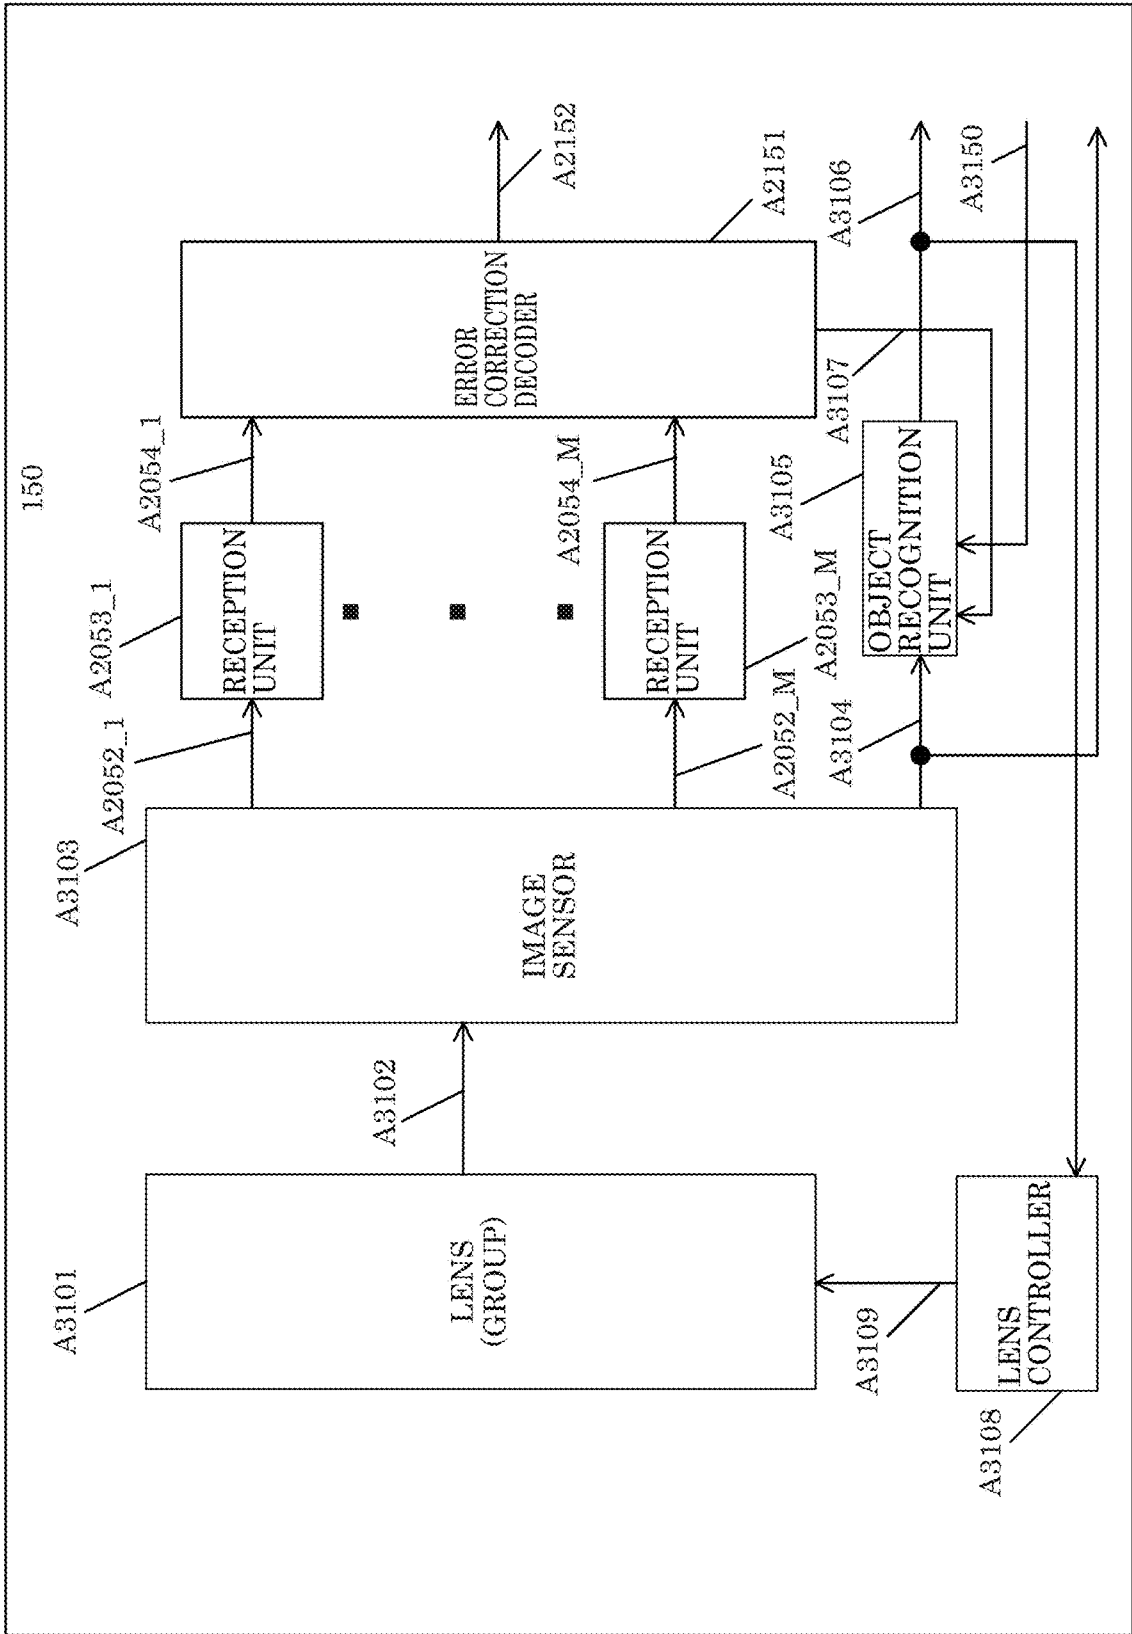 150
A3101
LENS
(GROUP)
A3102
A3103
IMAGE
SENSOR
A2052_1
A2053_1
RECEPTION
UNIT
A2054_1
A2052_M
A2053_M
RECEPTION
UNIT
A2054_M
ERROR
CORRECTION
DECODER
A2152
A2151
A3104
A3105
OBJECT
RECOGNITION
UNIT
A3107
A3106
A3150
A3109
LENS
CONTROLLER
A3108